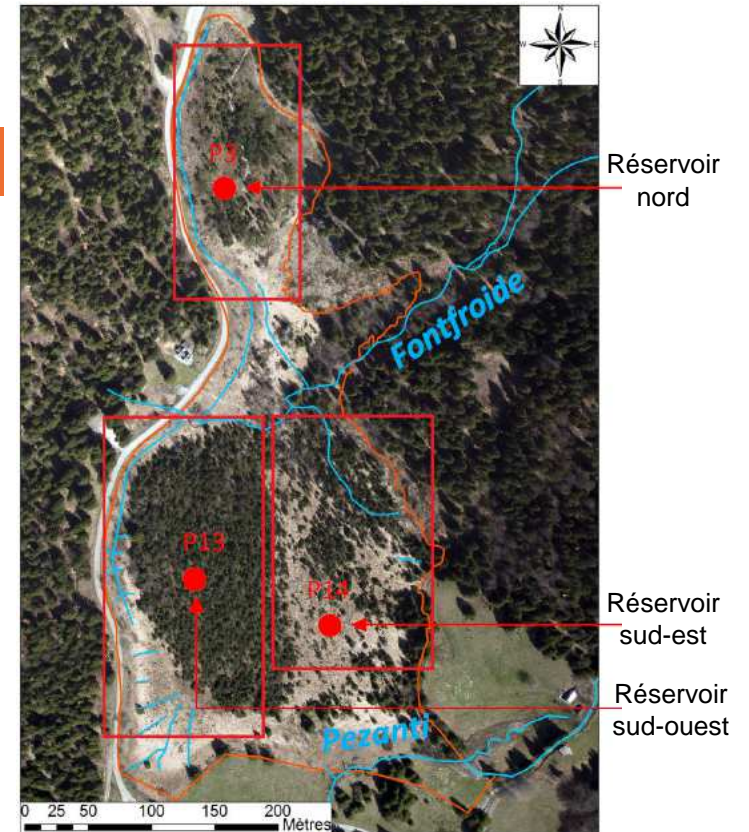 N
W E
S
P3
Réservoir
nord
Fontfroide
P13
P14
Réservoir
sud-est
Réservoir
sud-ouest
Pezanti
0 25 50 100 150 200
Mètres